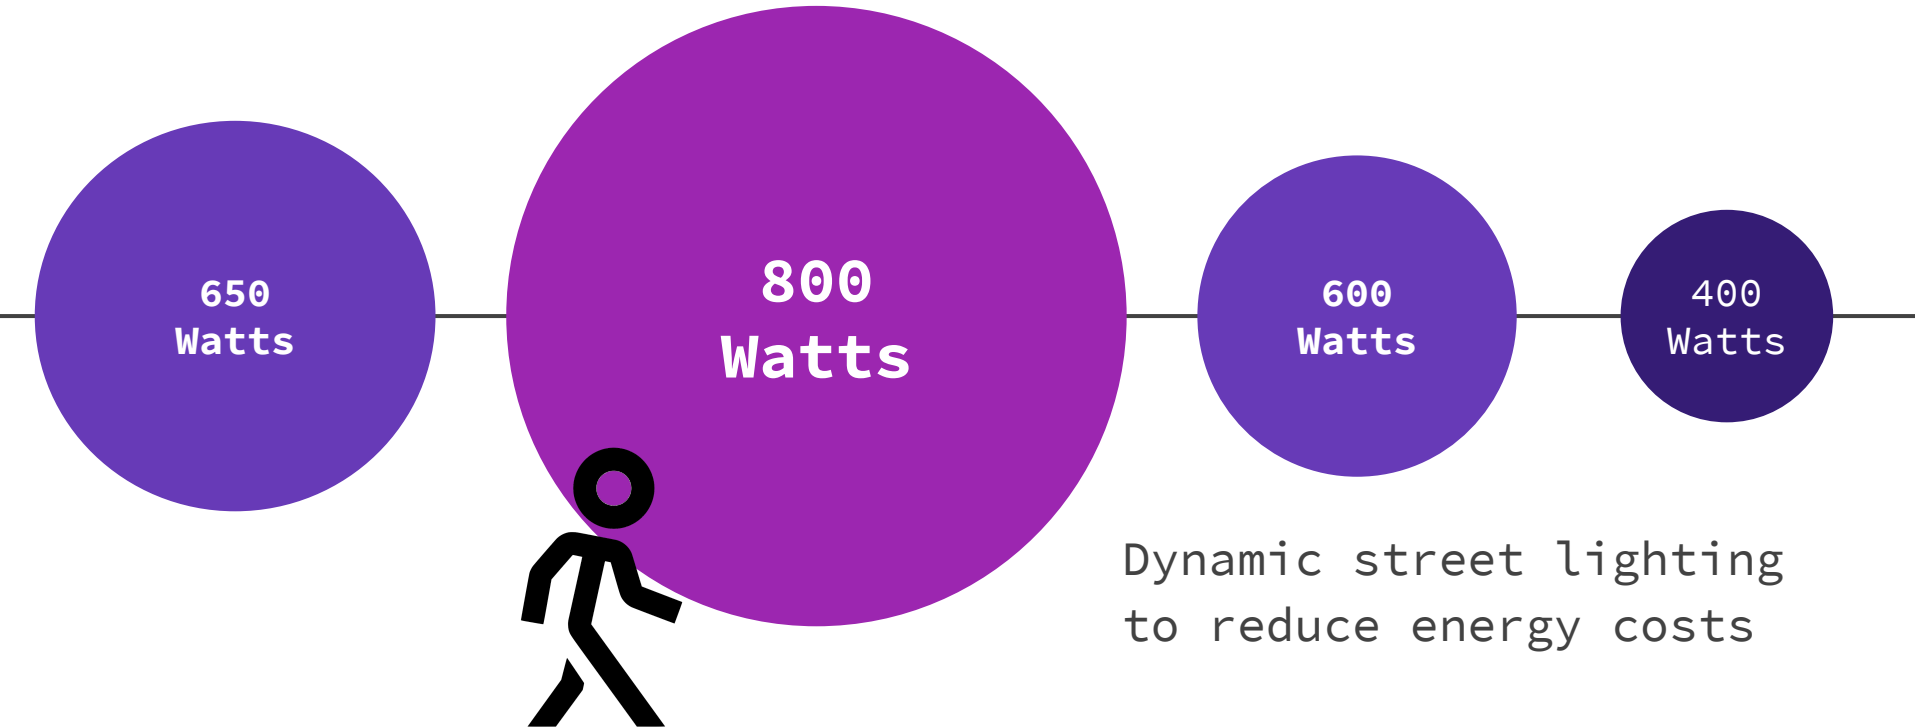 650
Watts
800
Watts
600
Watts
400
Watts
Dynamic street lighting
to reduce energy costs